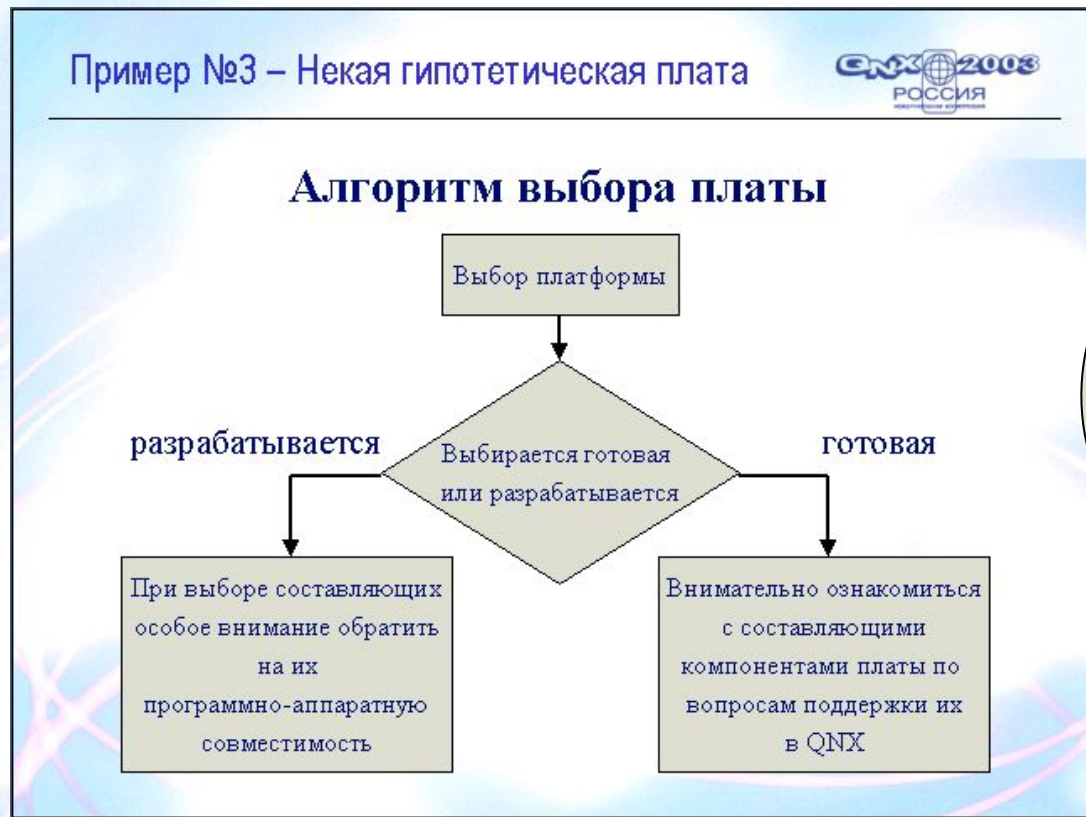 Пример №3 – Некая гипотетическая плата
QNX 2003
РОССИЯ
Алгоритм выбора платы
Выбор платформы
разрабатывается
Выбирается готовая
или разрабатывается
готовая
При выборе составляющих
особое внимание обратить
на их
программно-аппаратную
совместимость
Внимательно ознакомиться
с составляющими
компонентами платы по
вопросам поддержки их
в QNX